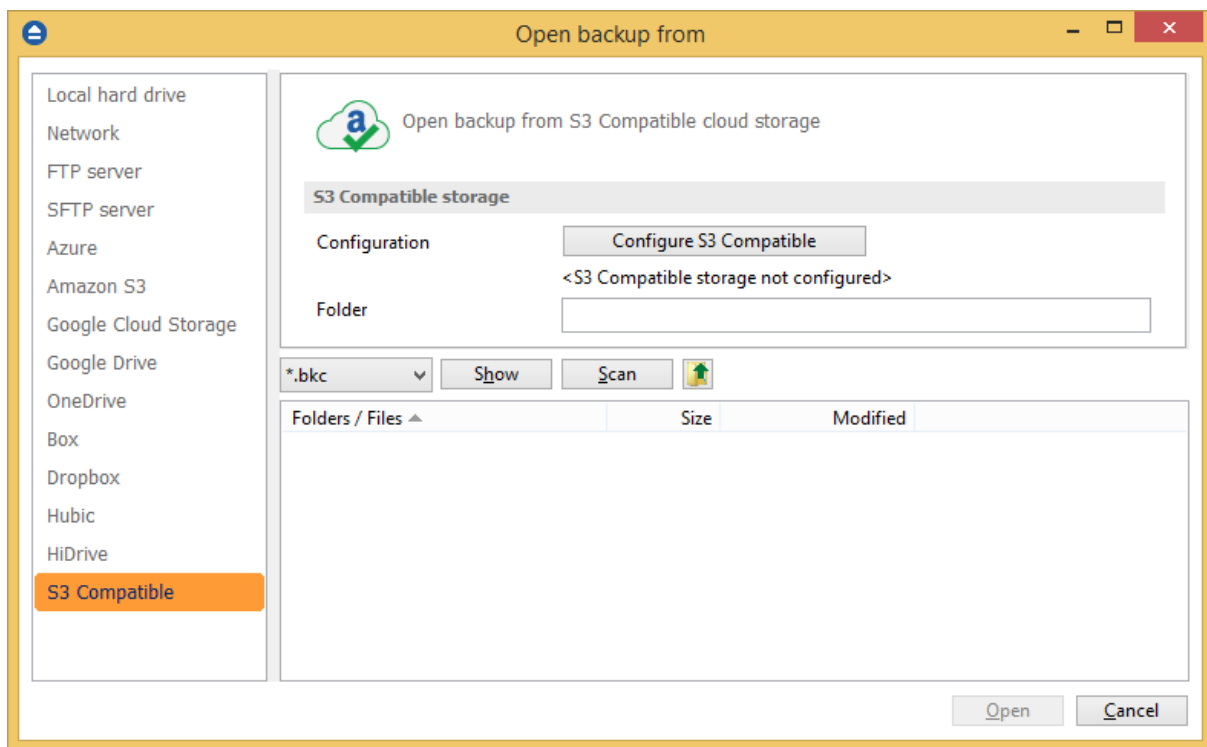 Open backup from
Local hard drive
Network
FTP server
SFTP server
Azure
Amazon S3
Google Cloud Storage
Google Drive
OneDrive
Box
Dropbox
Hubic
HiDrive
S3 Compatible
a
Open backup from S3 Compatible cloud storage
S3 Compatible storage
Configuration
Configure S3 Compatible
<S3 Compatible storage not configured>
Folder
*.bkc
Show
Scan
Folders / Files Size Modified
Open
Cancel